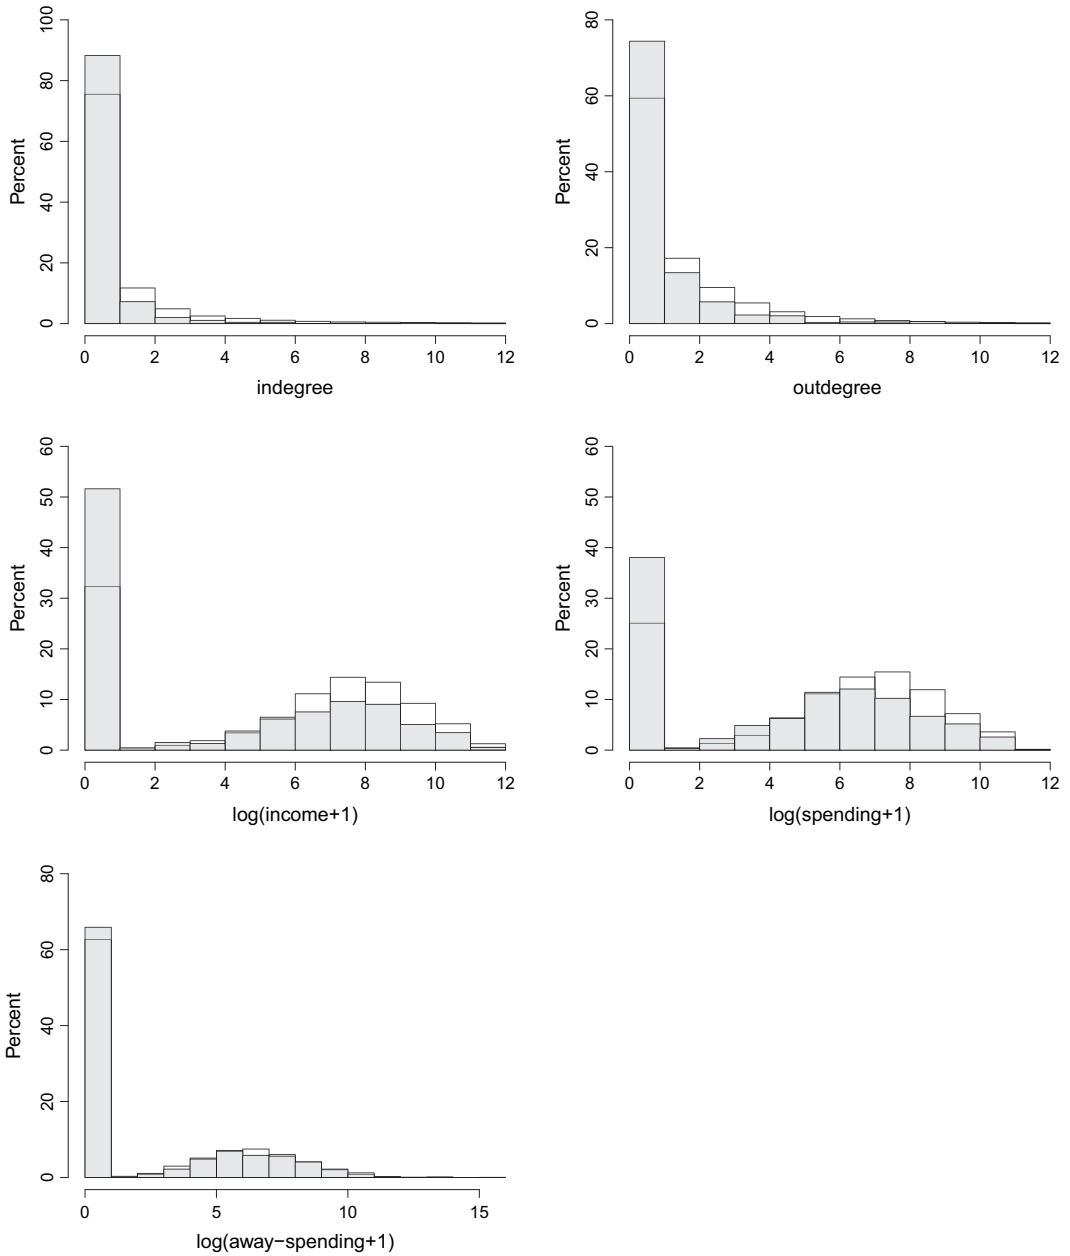 Percent
0 20 40 60 80 100
0 2 4 6 8 10 12
indegree
Percent
0 20 40 60 80
0 2 4 6 8 10 12
outdegree
Percent
0 10 20 30 40 50 60
0 2 4 6 8 10 12
log(income+1)
Percent
0 10 20 30 40 50 60
0 2 4 6 8 10 12
log(spending+1)
Percent
0 20 40 60 80
0 5 10 15
log(away−spending+1)